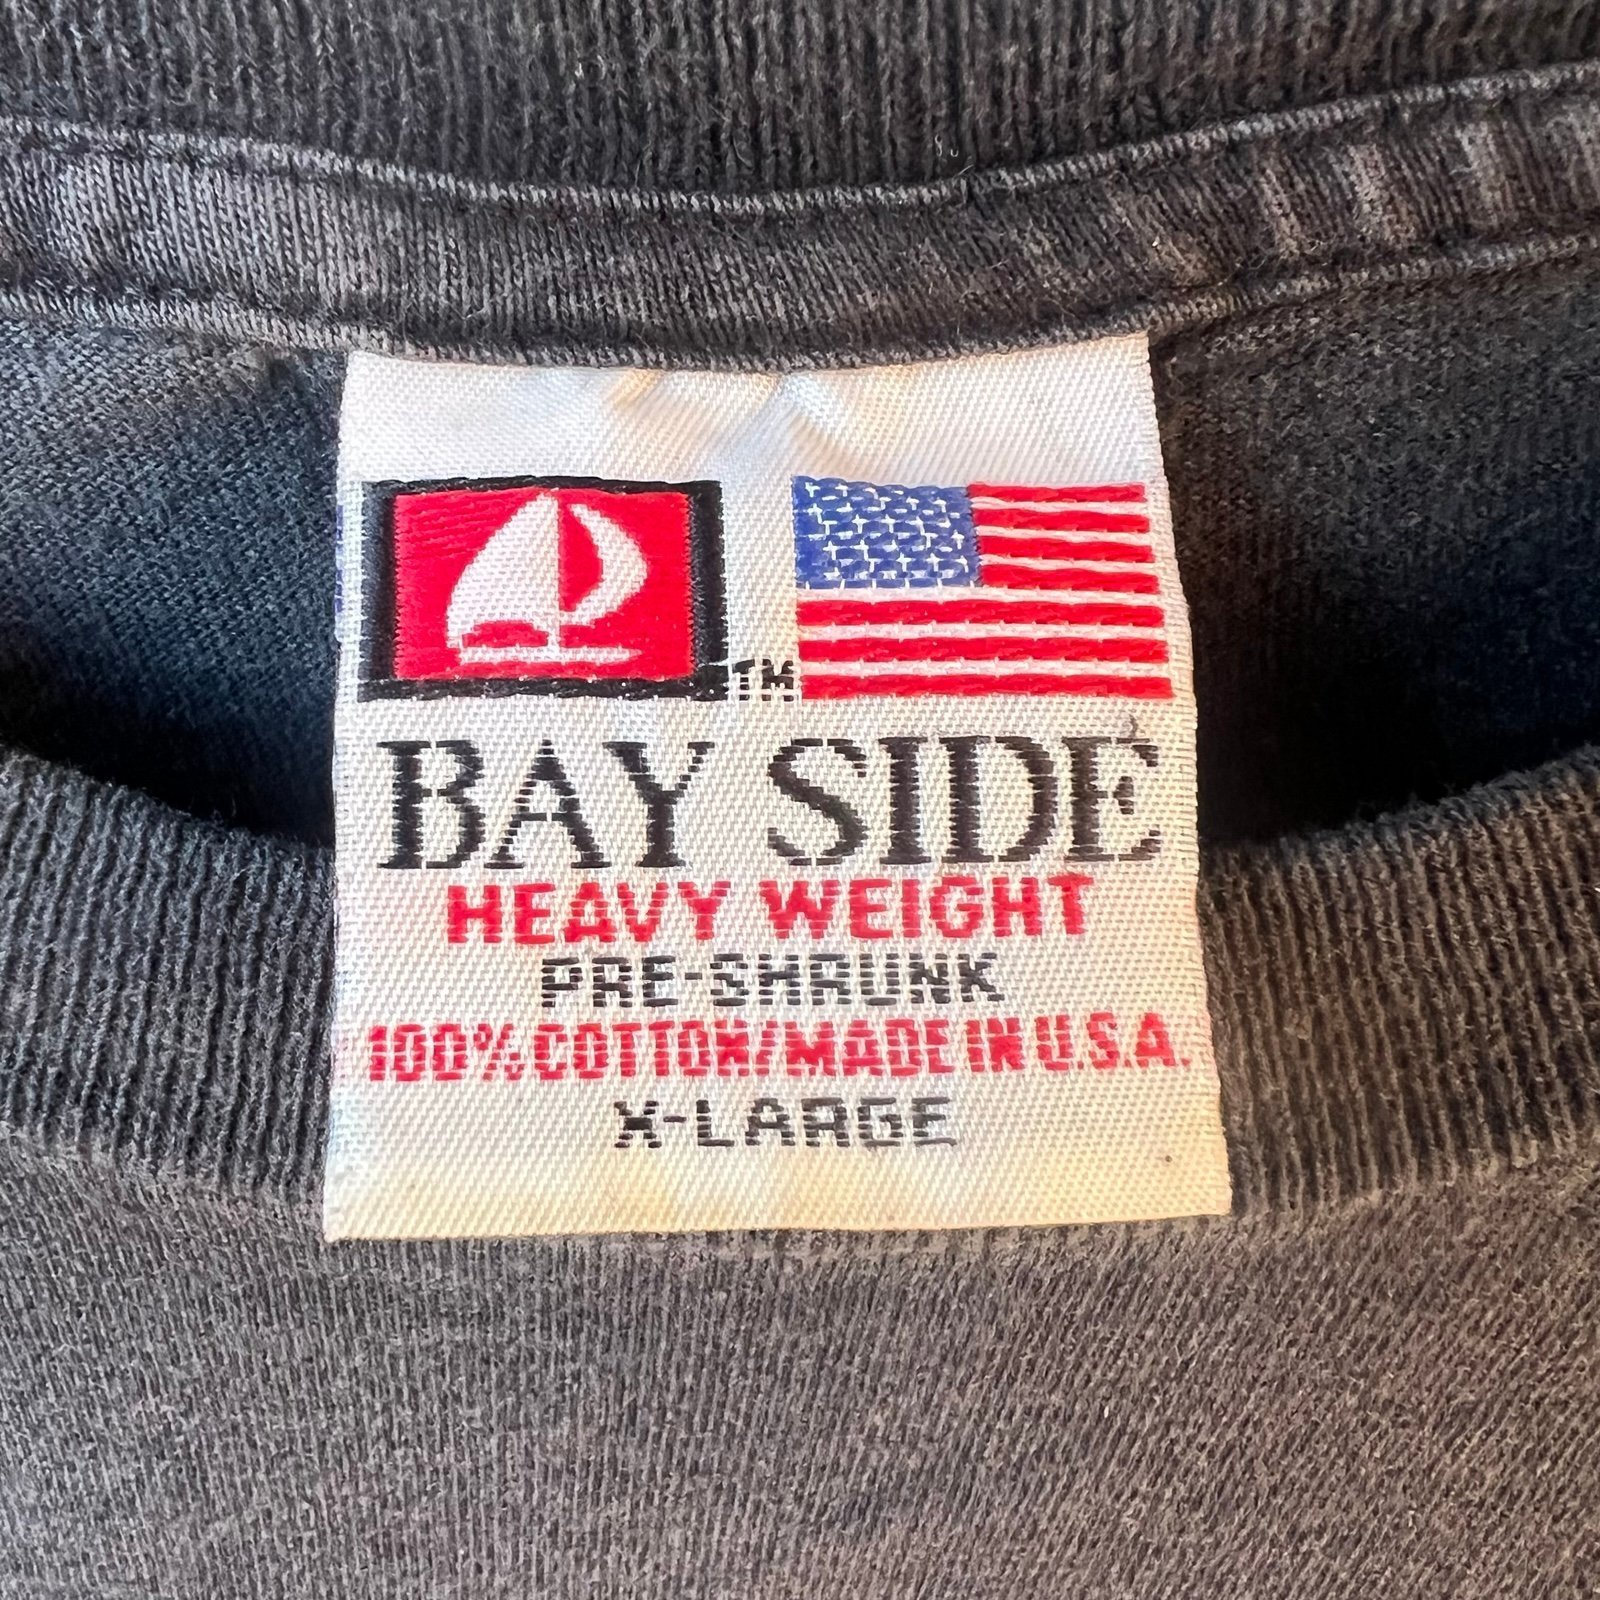 TM
BAY SIDE
HEAVY WEIGHT
PRE-SHRUNK
100% COTTON/MADE IN U.S.A.
X-LARGE